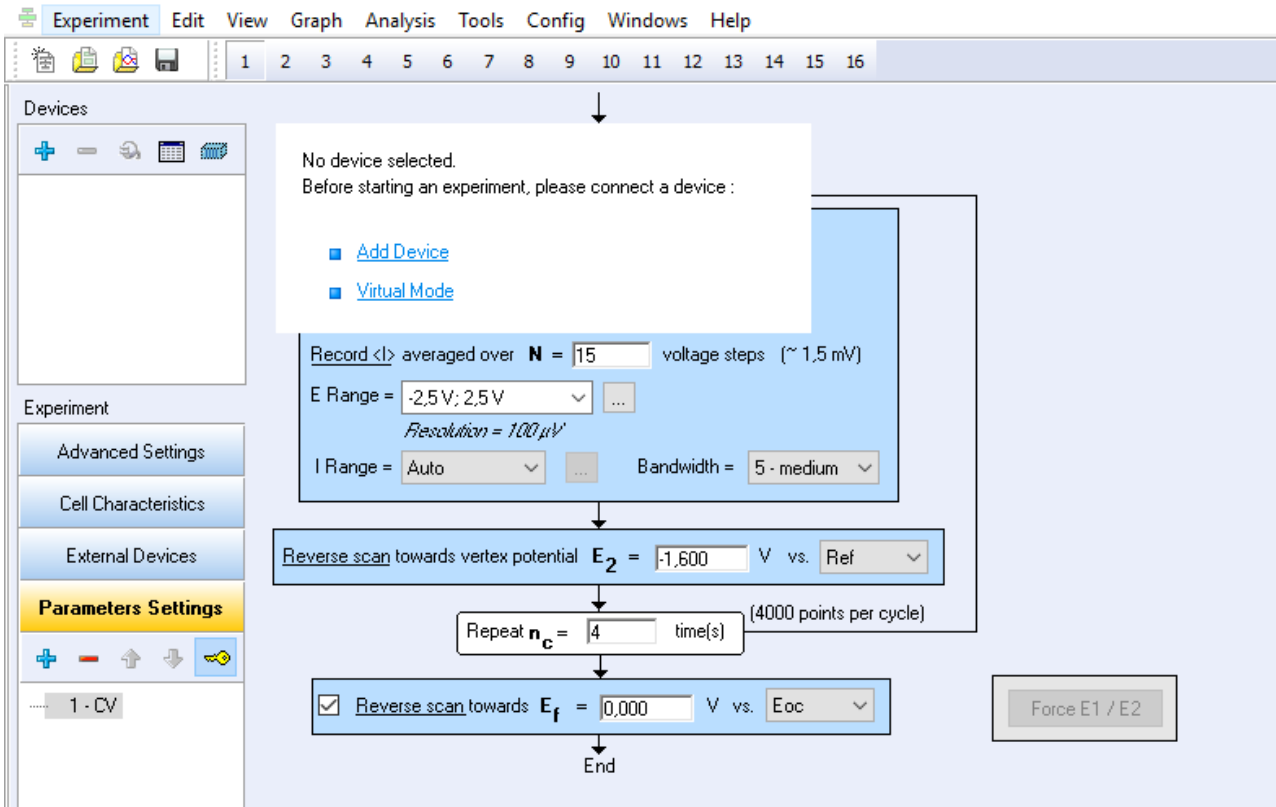 Experiment Edit View Graph Analysis Tools Config Windows Help
1 2 3 4 5 6 7 8 9 10 11 12 13 14 15 16
Devices
No device selected.
Before starting an experiment, please connect a device :
Add Device
Virtual Mode
Record <I> averaged over N = 15 voltage steps (~ 1,5 mV)
E Range = -2,5 V; 2,5 V ...
Resolution = 100 µV
I Range = Auto ... Bandwidth = 5 - medium
Experiment
Advanced Settings
Cell Characteristics
External Devices
Parameters Settings
1 - CV
Reverse scan towards vertex potential E2 = -1,600 V vs. Ref
(4000 points per cycle)
Repeat nc = 4 time(s)
Reverse scan towards Ef = 0,000 V vs. Eoc
Force E1 / E2
End